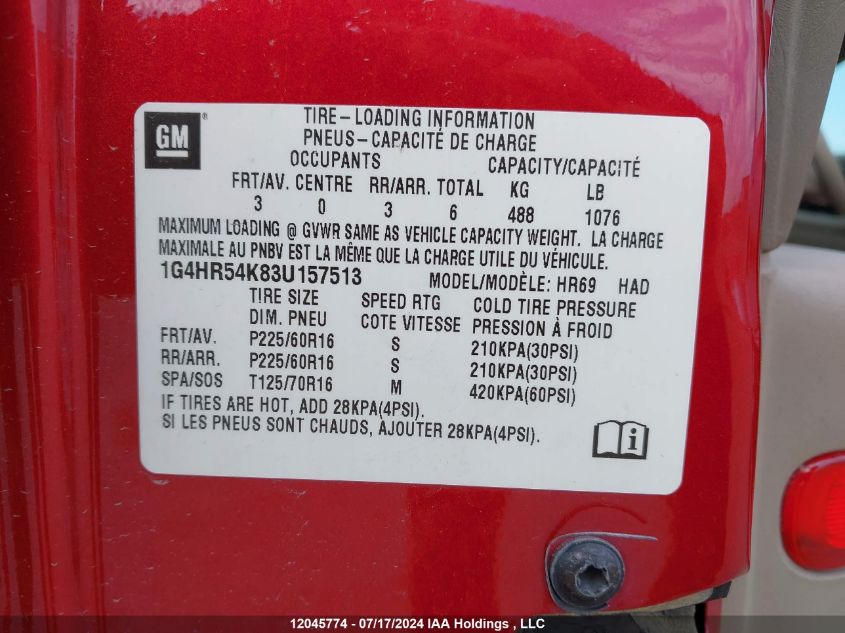 GM
TIRE-LOADING INFORMATION
PNEUS-CAPACITÉ DE CHARGE
OCCUPANTS CAPACITY/CAPACITÉ
FRT/AV. CENTRE RR/ARR. TOTAL KG LB
3 0 3 6 488 1076
MAXIMUM LOADING @ GVWR SAME AS VEHICLE CAPACITY WEIGHT. LA CHARGE
MAXIMALE AU PNBV EST LA MÊME QUE LA CHARGE UTILE DU VÉHICULE.
1G4HR54K83U157513 MODEL/MODÈLE: HR69 HAD
TIRE SIZE SPEED RTG COLD TIRE PRESSURE
DIM. PNEU COTE VITESSE PRESSION À FROID
FRT/AV. P225/60R16 S 210KPA(30PSI)
RR/ARR. P225/60R16 S 210KPA(30PSI)
SPA/SOS T125/70R16 M 420KPA(60PSI)
IF TIRES ARE HOT, ADD 28KPA(4PSI).
SI LES PNEUS SONT CHAUDS, AJOUTER 28KPA(4PSI).
12045774 - 07/17/2024 IAA Holdings , LLC